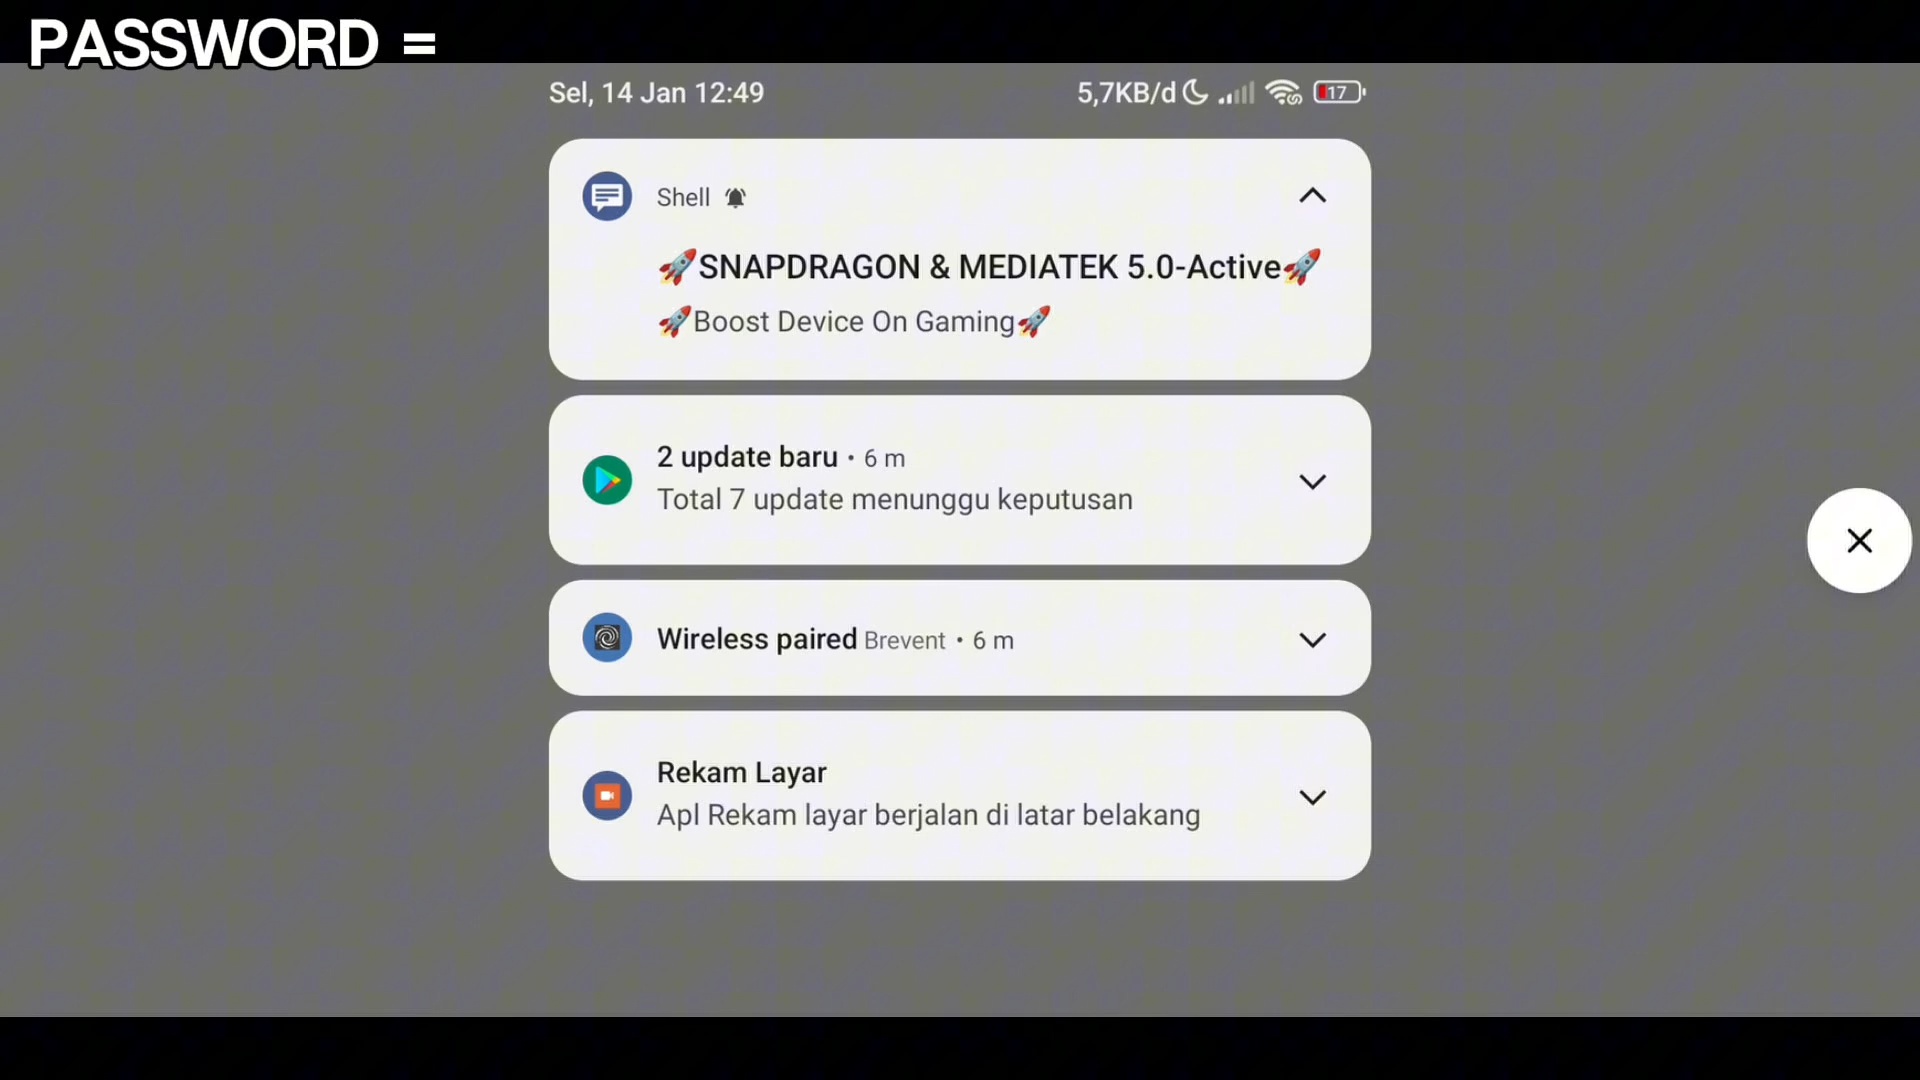 PASSWORD =
Sel, 14 Jan 12:49
5,7KB/d 17
Shell
🚀SNAPDRAGON & MEDIATEK 5.0-Active🚀
🚀Boost Device On Gaming🚀
2 update baru • 6 m
Total 7 update menunggu keputusan
Wireless paired Brevent • 6 m
Rekam Layar
Apl Rekam layar berjalan di latar belakang